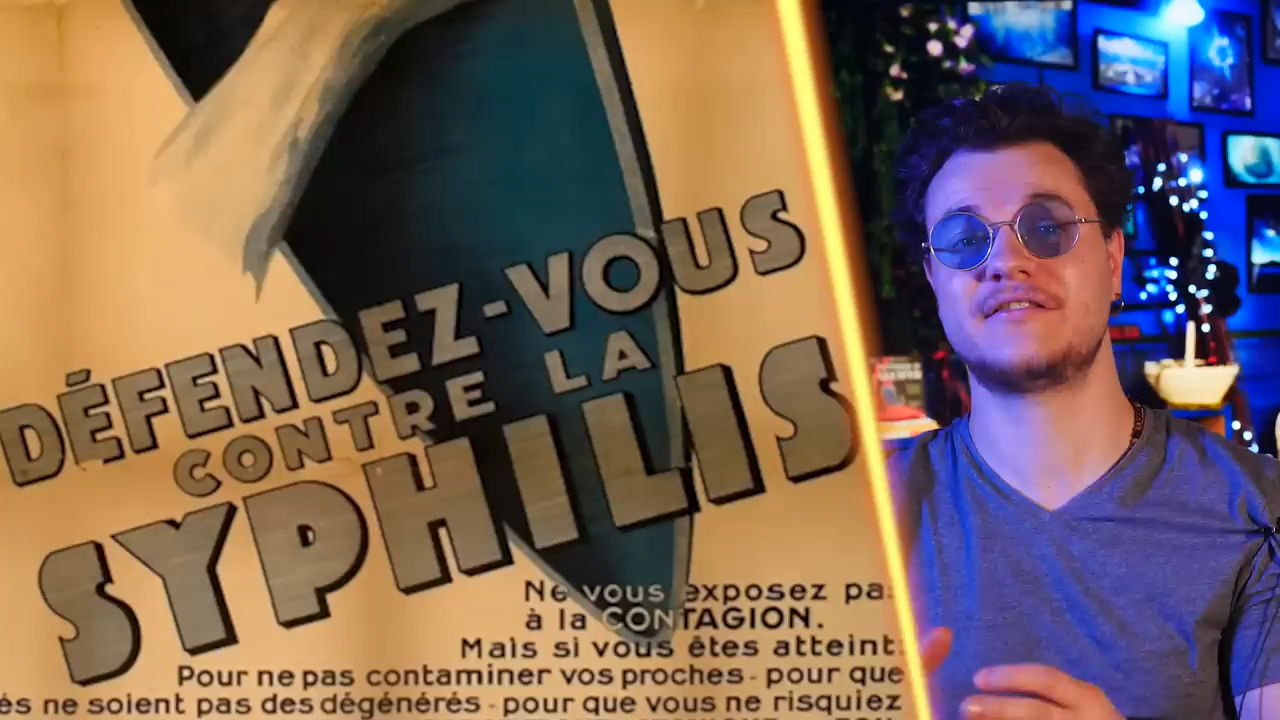 DÉFENDEZ-VOUS
CONTRE LA
SYPHILIS
Ne vous exposez pas
à la CONTAGION.
Mais si vous êtes atteint
Pour ne pas contaminer vos proches - pour que
ne soient pas des dégénérés - pour que vous ne risquiez